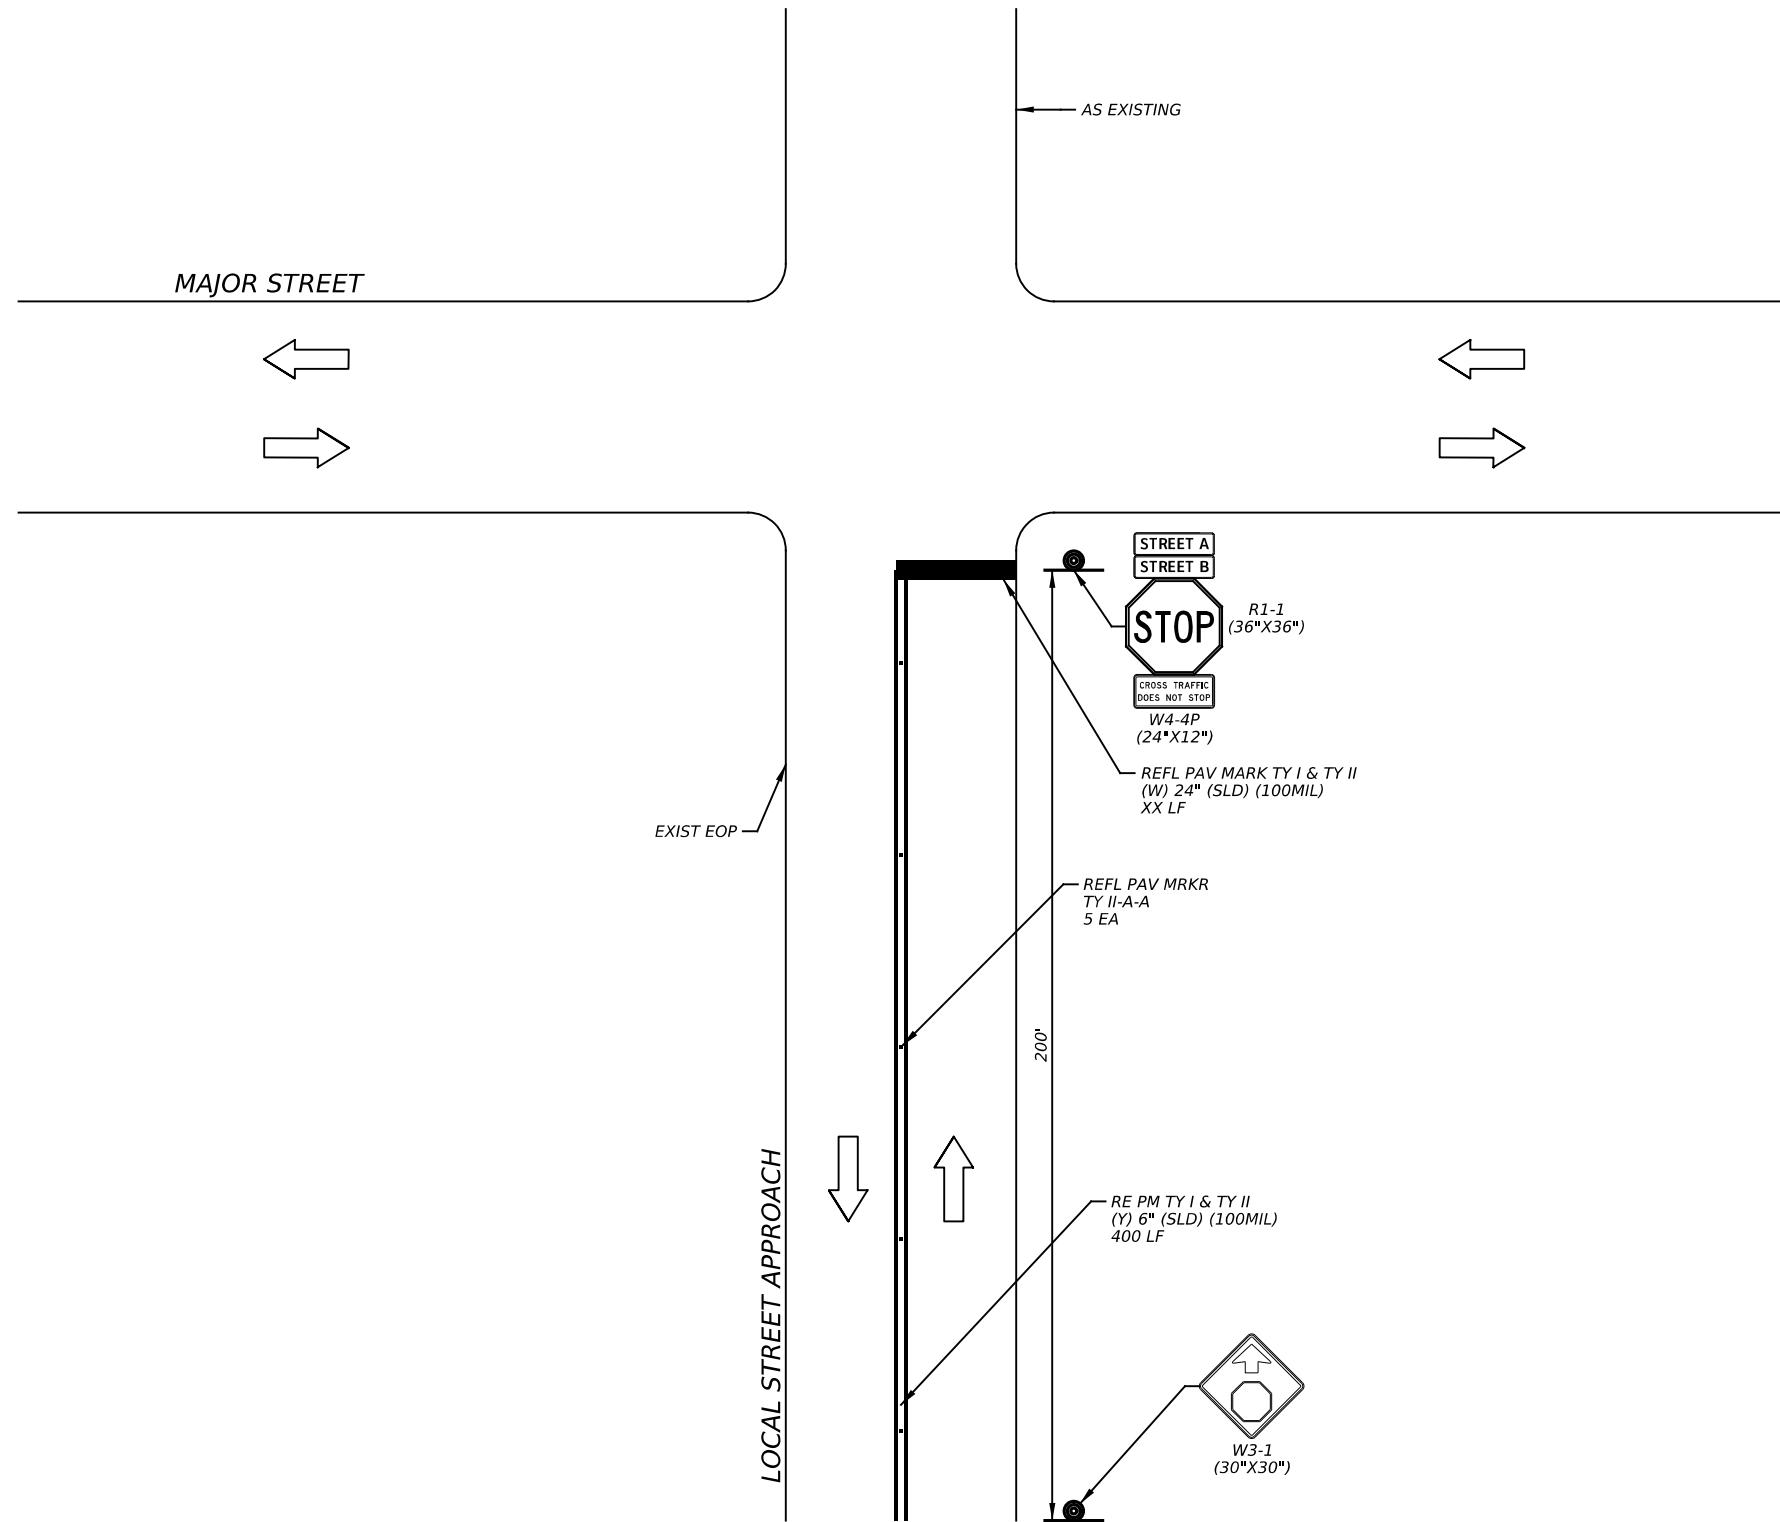 AS EXISTING
MAJOR STREET
STREET A
STREET B
STOP
R1-1
(36"X36")
CROSS TRAFFIC
DOES NOT STOP
W4-4P
(24"X12")
REFL PAV MARK TY I & TY II
(W) 24" (SLD) (100MIL)
XX LF
EXIST EOP
REFL PAV MRKR
TY II-A-A
5 EA
200'
LOCAL STREET APPROACH
RE PM TY I & TY II
(Y) 6" (SLD) (100MIL)
400 LF
W3-1
(30"X30")